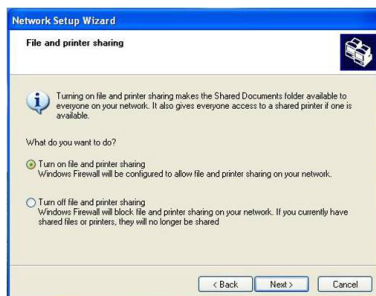 Network Setup Wizard
File and printer sharing
Turning on file and printer sharing makes the Shared Documents folder available to
everyone on your network. It also gives everyone access to a shared printer if one is
available.
What do you want to do?
Turn on file and printer sharing
Windows Firewall will be configured to allow file and printer sharing on your network.
Turn off file and printer sharing
Windows Firewall will block file and printer sharing on your network. If you currently have
shared files or printers, they will no longer be shared
< Back Next > Cancel